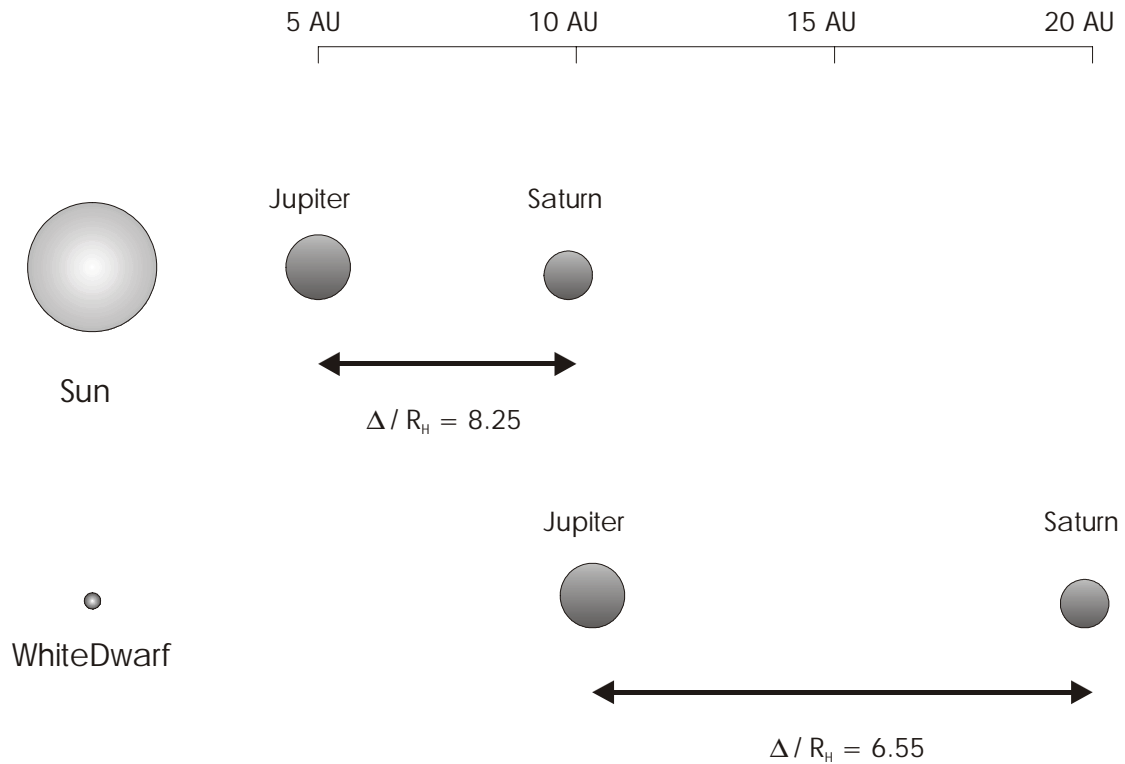 5 AU 10 AU 15 AU 20 AU
Jupiter Saturn
Sun
Δ / R_H = 8.25
Jupiter Saturn
WhiteDwarf
Δ / R_H = 6.55